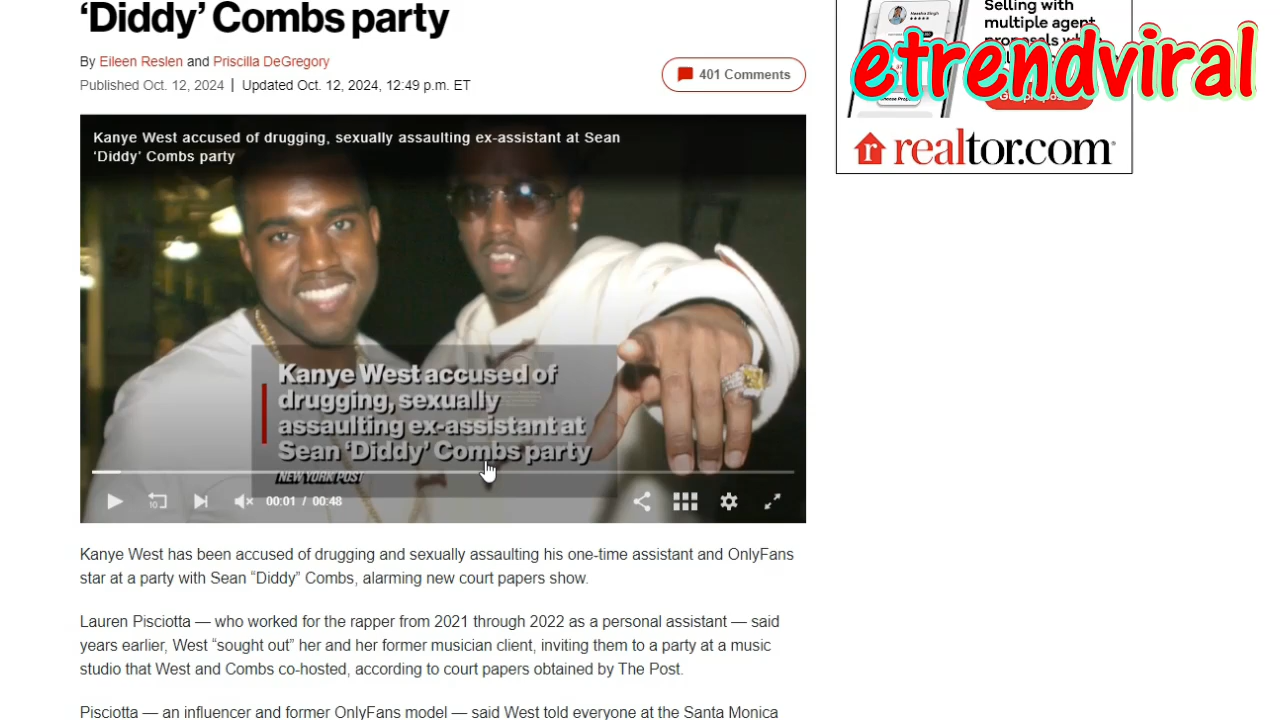 'Diddy' Combs party
By Eileen Reslen and Priscilla DeGregory
Published Oct. 12, 2024 | Updated Oct. 12, 2024, 12:49 p.m. ET
401 Comments
Selling with
multiple agent
etrendviral
realtor.com
Kanye West accused of drugging, sexually assaulting ex-assistant at Sean
'Diddy' Combs party
Kanye West accused of
drugging, sexually
assaulting ex-assistant at
Sean 'Diddy' Combs party
NEW YORK POST
10
00:01 / 00:48
Kanye West has been accused of drugging and sexually assaulting his one-time assistant and OnlyFans
star at a party with Sean “Diddy” Combs, alarming new court papers show.
Lauren Pisciotta — who worked for the rapper from 2021 through 2022 as a personal assistant — said
years earlier, West “sought out” her and her former musician client, inviting them to a party at a music
studio that West and Combs co-hosted, according to court papers obtained by The Post.
Pisciotta — an influencer and former OnlyFans model — said West told everyone at the Santa Monica